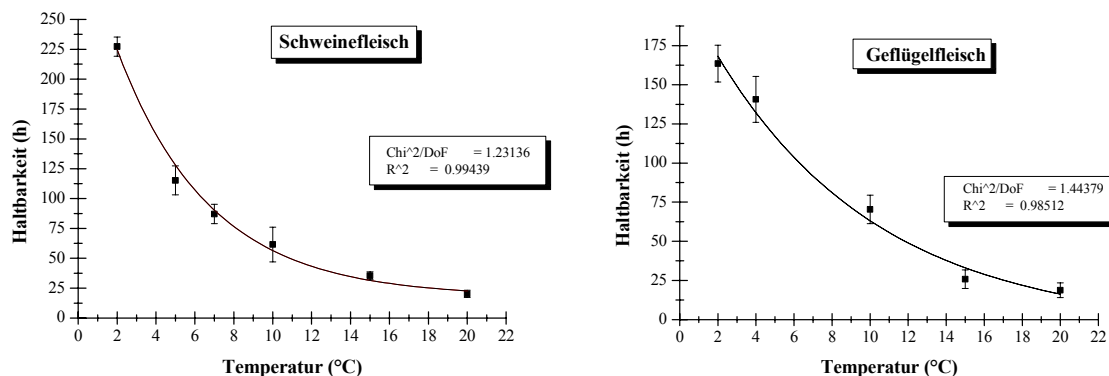 Schweinefleisch
Haltbarkeit (h)
250
225
200
175
150
125
100
75
50
25
0
Chi^2/DoF = 1.23136
R^2 = 0.99439
0 2 4 6 8 10 12 14 16 18 20 22
Temperatur (°C)
Geflügelfleisch
Haltbarkeit (h)
175
150
125
100
75
50
25
0
Chi^2/DoF = 1.44379
R^2 = 0.98512
0 2 4 6 8 10 12 14 16 18 20 22
Temperatur (°C)